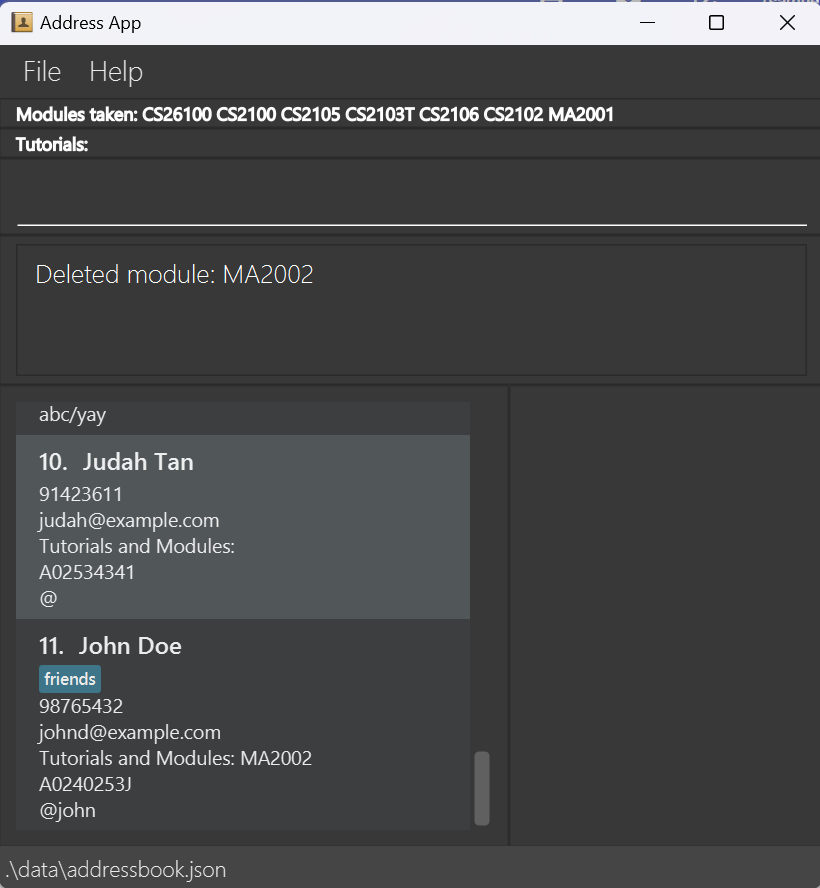 Address App
File Help
Modules taken: CS26100 CS2100 CS2105 CS2103T CS2106 CS2102 MA2001
Tutorials:
Deleted module: MA2002
abc/yay
10. Judah Tan
91423611
judah@example.com
Tutorials and Modules:
A02534341
@
11. John Doe
friends
98765432
johnd@example.com
Tutorials and Modules: MA2002
A0240253J
@john
.\data\addressbook.json